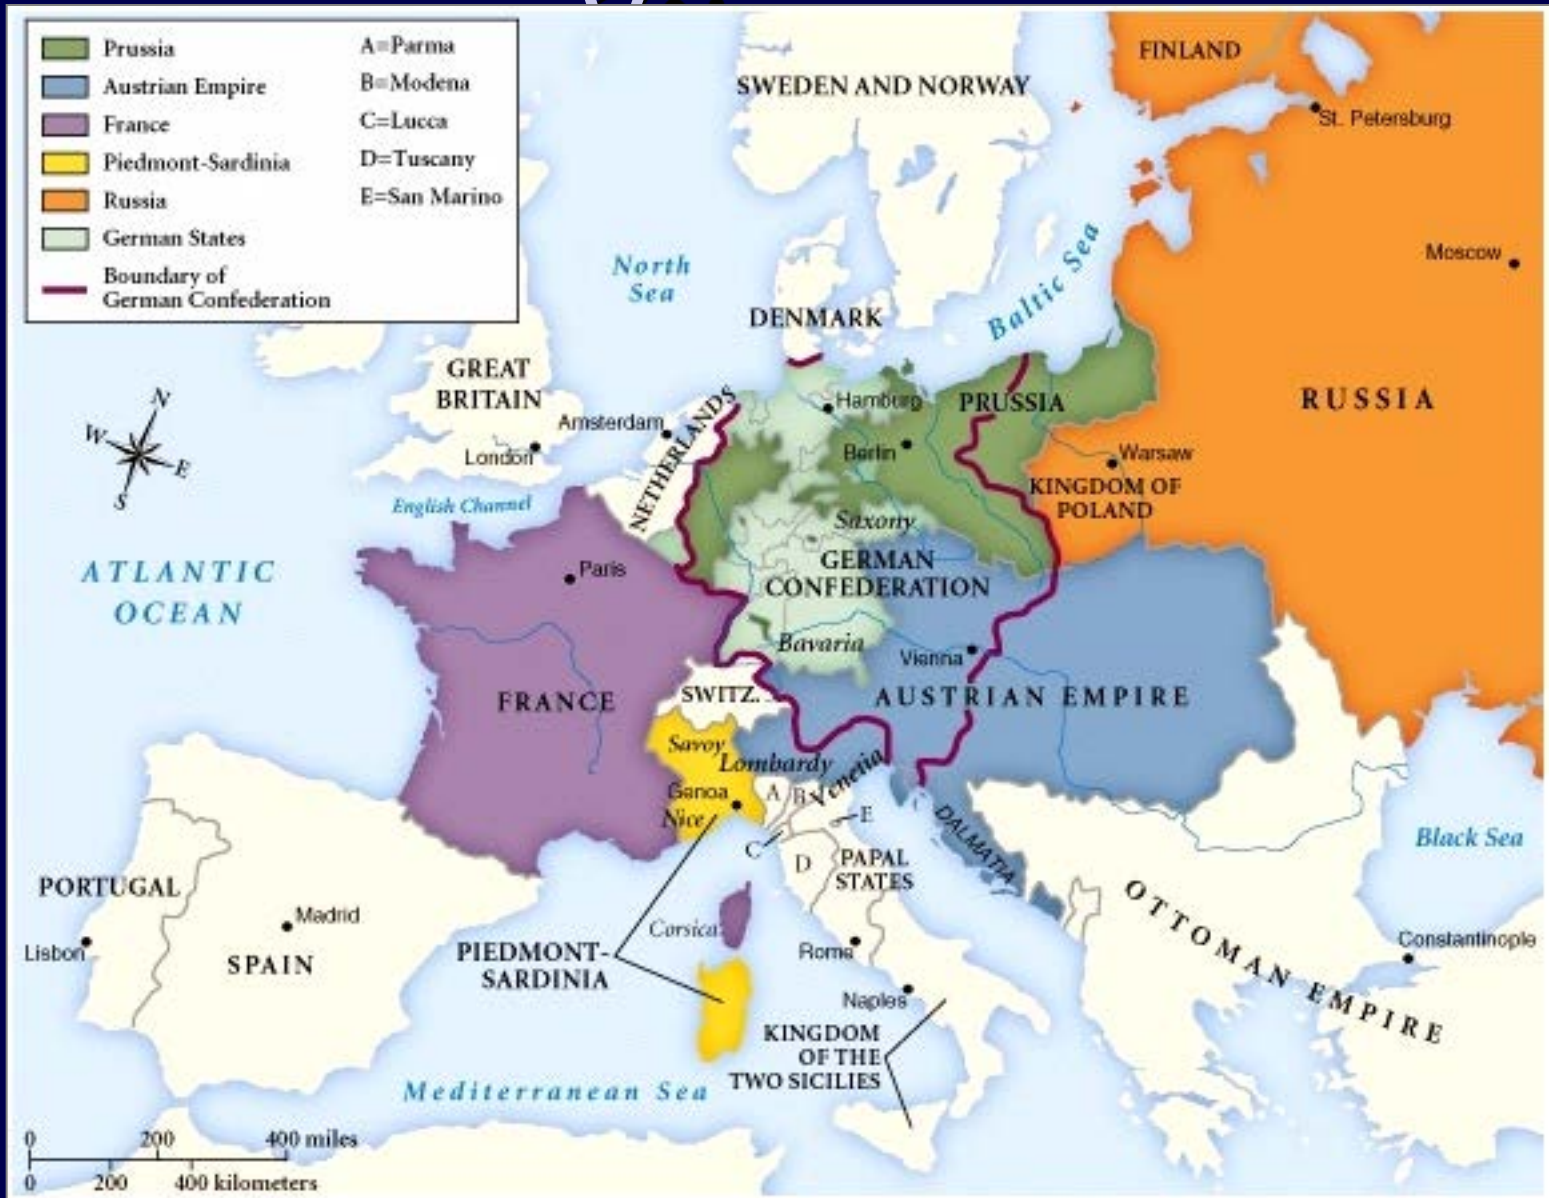 Prussia
Austrian Empire
France
Piedmont-Sardinia
Russia
German States
Boundary of
German Confederation
A=Parma
B=Modena
C=Lucca
D=Tuscany
E=San Marino
FINLAND
SWEDEN AND NORWAY
St. Petersburg
Moscow
North
Sea
Baltic Sea
DENMARK
GREAT
BRITAIN
Amsterdam
London
NETHERLANDS
Hamburg
PRUSSIA
RUSSIA
Berlin
Warsaw
KINGDOM OF
POLAND
N
W
E
S
English Channel
Saxony
GERMAN
CONFEDERATION
ATLANTIC
OCEAN
Paris
Bavaria
Vienna
FRANCE
SWITZ.
AUSTRIAN EMPIRE
Savoy
Lombardy
Venetia
Genoa
Nice
A
B
E
C
D
DALMATIA
PAPAL
STATES
Black Sea
PORTUGAL
Madrid
Lisbon
SPAIN
Corsica
PIEDMONT-
SARDINIA
Rome
Naples
OTTOMAN EMPIRE
Constantinople
KINGDOM
OF THE
TWO SICILIES
Mediterranean Sea
0 200 400 miles
0 200 400 kilometers